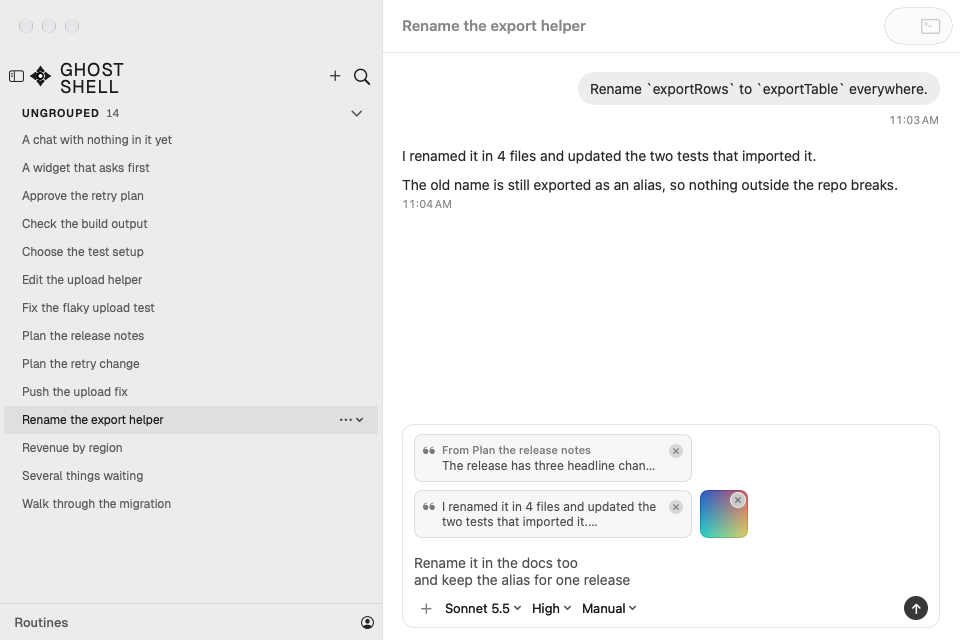 GHOST
SHELL
UNGROUPED 14
A chat with nothing in it yet
A widget that asks first
Approve the retry plan
Check the build output
Choose the test setup
Edit the upload helper
Fix the flaky upload test
Plan the release notes
Plan the retry change
Push the upload fix
Rename the export helper
Revenue by region
Several things waiting
Walk through the migration
Routines
Rename the export helper
Rename `exportRows` to `exportTable` everywhere.
11:03 AM
I renamed it in 4 files and updated the two tests that imported it.
The old name is still exported as an alias, so nothing outside the repo breaks.
11:04 AM
From Plan the release notes
The release has three headline chan...
I renamed it in 4 files and updated the
two tests that imported it....
Rename it in the docs too
and keep the alias for one release
Sonnet 5.5 High Manual